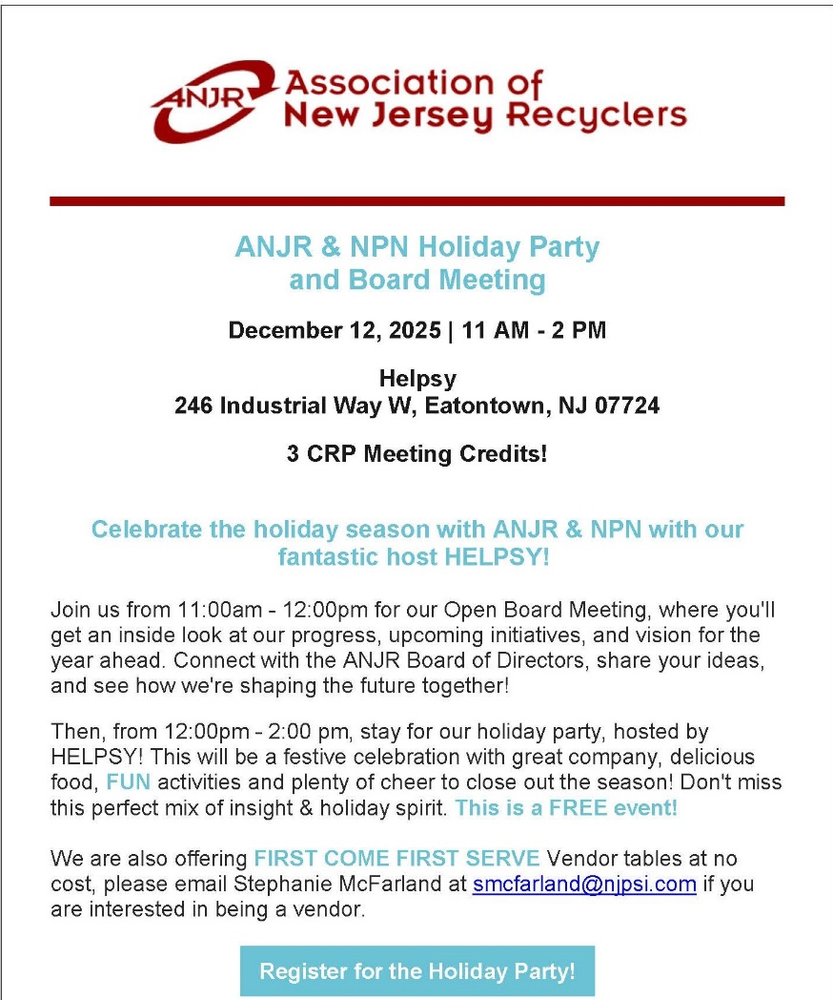 ANJR
Association of
New Jersey Recyclers
ANJR & NPN Holiday Party
and Board Meeting
December 12, 2025 | 11 AM - 2 PM
Helpsy
246 Industrial Way W, Eatontown, NJ 07724
3 CRP Meeting Credits!
Celebrate the holiday season with ANJR & NPN with our
fantastic host HELPSY!
Join us from 11:00am - 12:00pm for our Open Board Meeting, where you'll
get an inside look at our progress, upcoming initiatives, and vision for the
year ahead. Connect with the ANJR Board of Directors, share your ideas,
and see how we're shaping the future together!
Then, from 12:00pm - 2:00 pm, stay for our holiday party, hosted by
HELPSY! This will be a festive celebration with great company, delicious
food, FUN activities and plenty of cheer to close out the season! Don't miss
this perfect mix of insight & holiday spirit. This is a FREE event!
We are also offering FIRST COME FIRST SERVE Vendor tables at no
cost, please email Stephanie McFarland at smcfarland@njpsi.com if you
are interested in being a vendor.
Register for the Holiday Party!